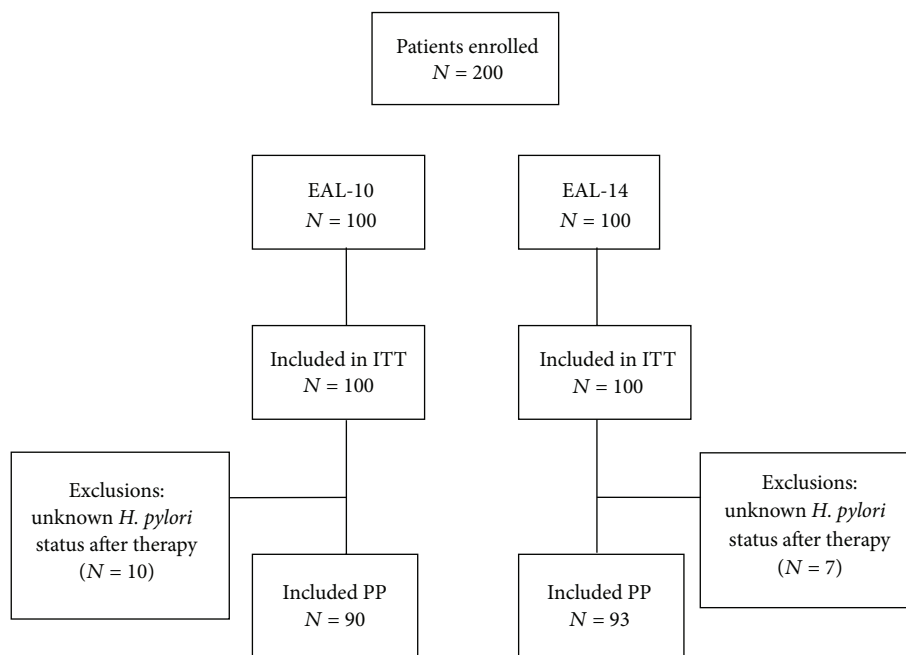 Patients enrolled
N = 200
EAL-10
N = 100
EAL-14
N = 100
Included in ITT
N = 100
Included in ITT
N = 100
Exclusions:
unknown H. pylori
status after therapy
(N = 10)
Exclusions:
unknown H. pylori
status after therapy
(N = 7)
Included PP
N = 90
Included PP
N = 93